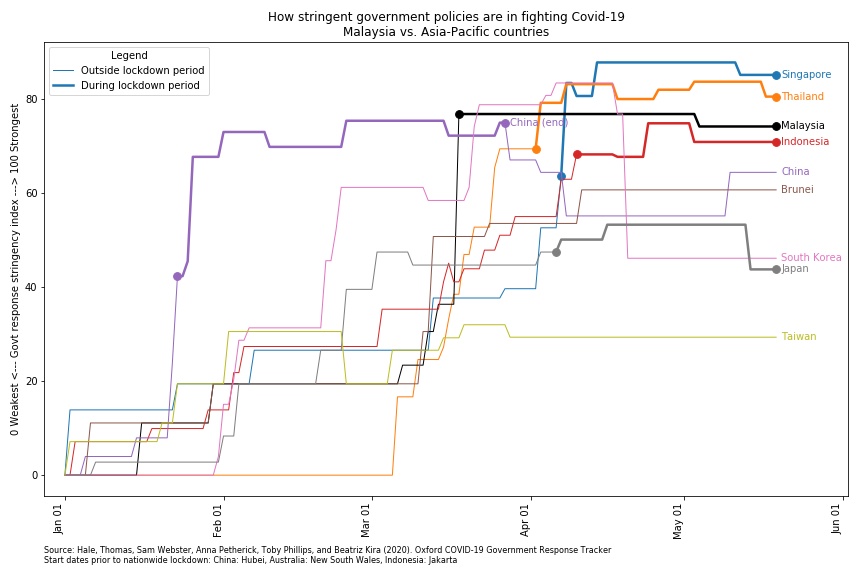 How stringent government policies are in fighting Covid-19
Malaysia vs. Asia-Pacific countries
Legend
Outside lockdown period
During lockdown period
0 Weakest <--- Govt response stringency index ---> 100 Strongest
80
60
40
20
0
Singapore
Thailand
China (end)
Malaysia
Indonesia
China
Brunei
South Korea
Japan
Taiwan
Jan 01
Feb 01
Mar 01
Apr 01
May 01
Jun 01
Source: Hale, Thomas, Sam Webster, Anna Petherick, Toby Phillips, and Beatriz Kira (2020). Oxford COVID-19 Government Response Tracker
Start dates prior to nationwide lockdown: China: Hubei, Australia: New South Wales, Indonesia: Jakarta